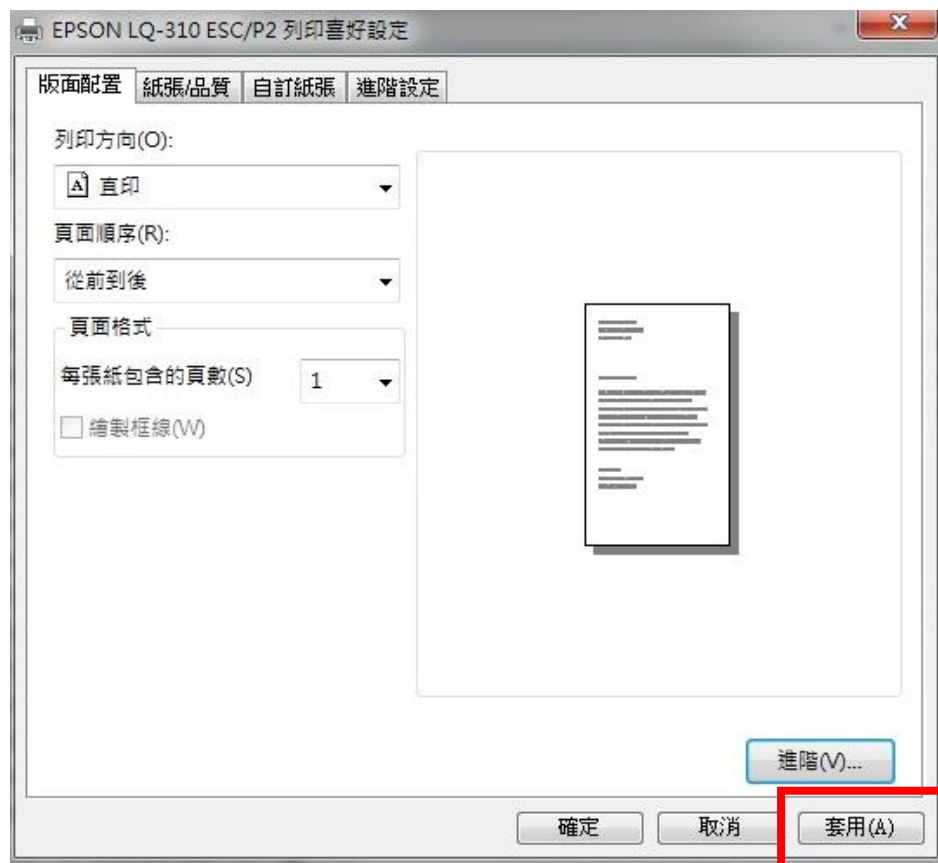 EPSON LQ-310 ESC/P2 列印喜好設定
版面配置 紙張/品質 自訂紙張 進階設定
列印方向(O):
直印
頁面順序(R):
從前到後
頁面格式
每張紙包含的頁數(S) 1
繪製框線(W)
進階(V)...
確定 取消 套用(A)